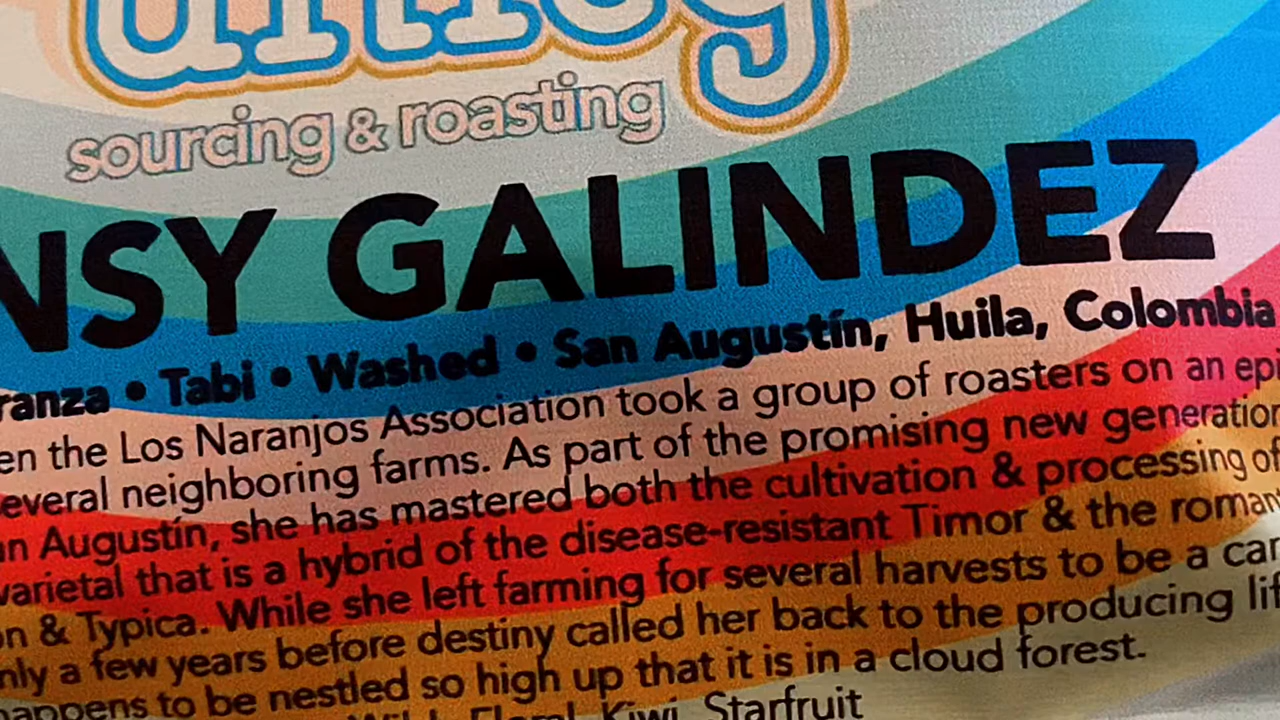 sourcing & roasting
NSY GALINDEZ
ranza • Tabi • Washed • San Augustín, Huila, Colombia
en the Los Naranjos Association took a group of roasters on an epi
everal neighboring farms. As part of the promising new generation
an Augustín, she has mastered both the cultivation & processing of
varietal that is a hybrid of the disease-resistant Timor & the roman
on & Typica. While she left farming for several harvests to be a car
nly a few years before destiny called her back to the producing lif
happens to be nestled so high up that it is in a cloud forest.
Floral, Kiwi, Starfruit